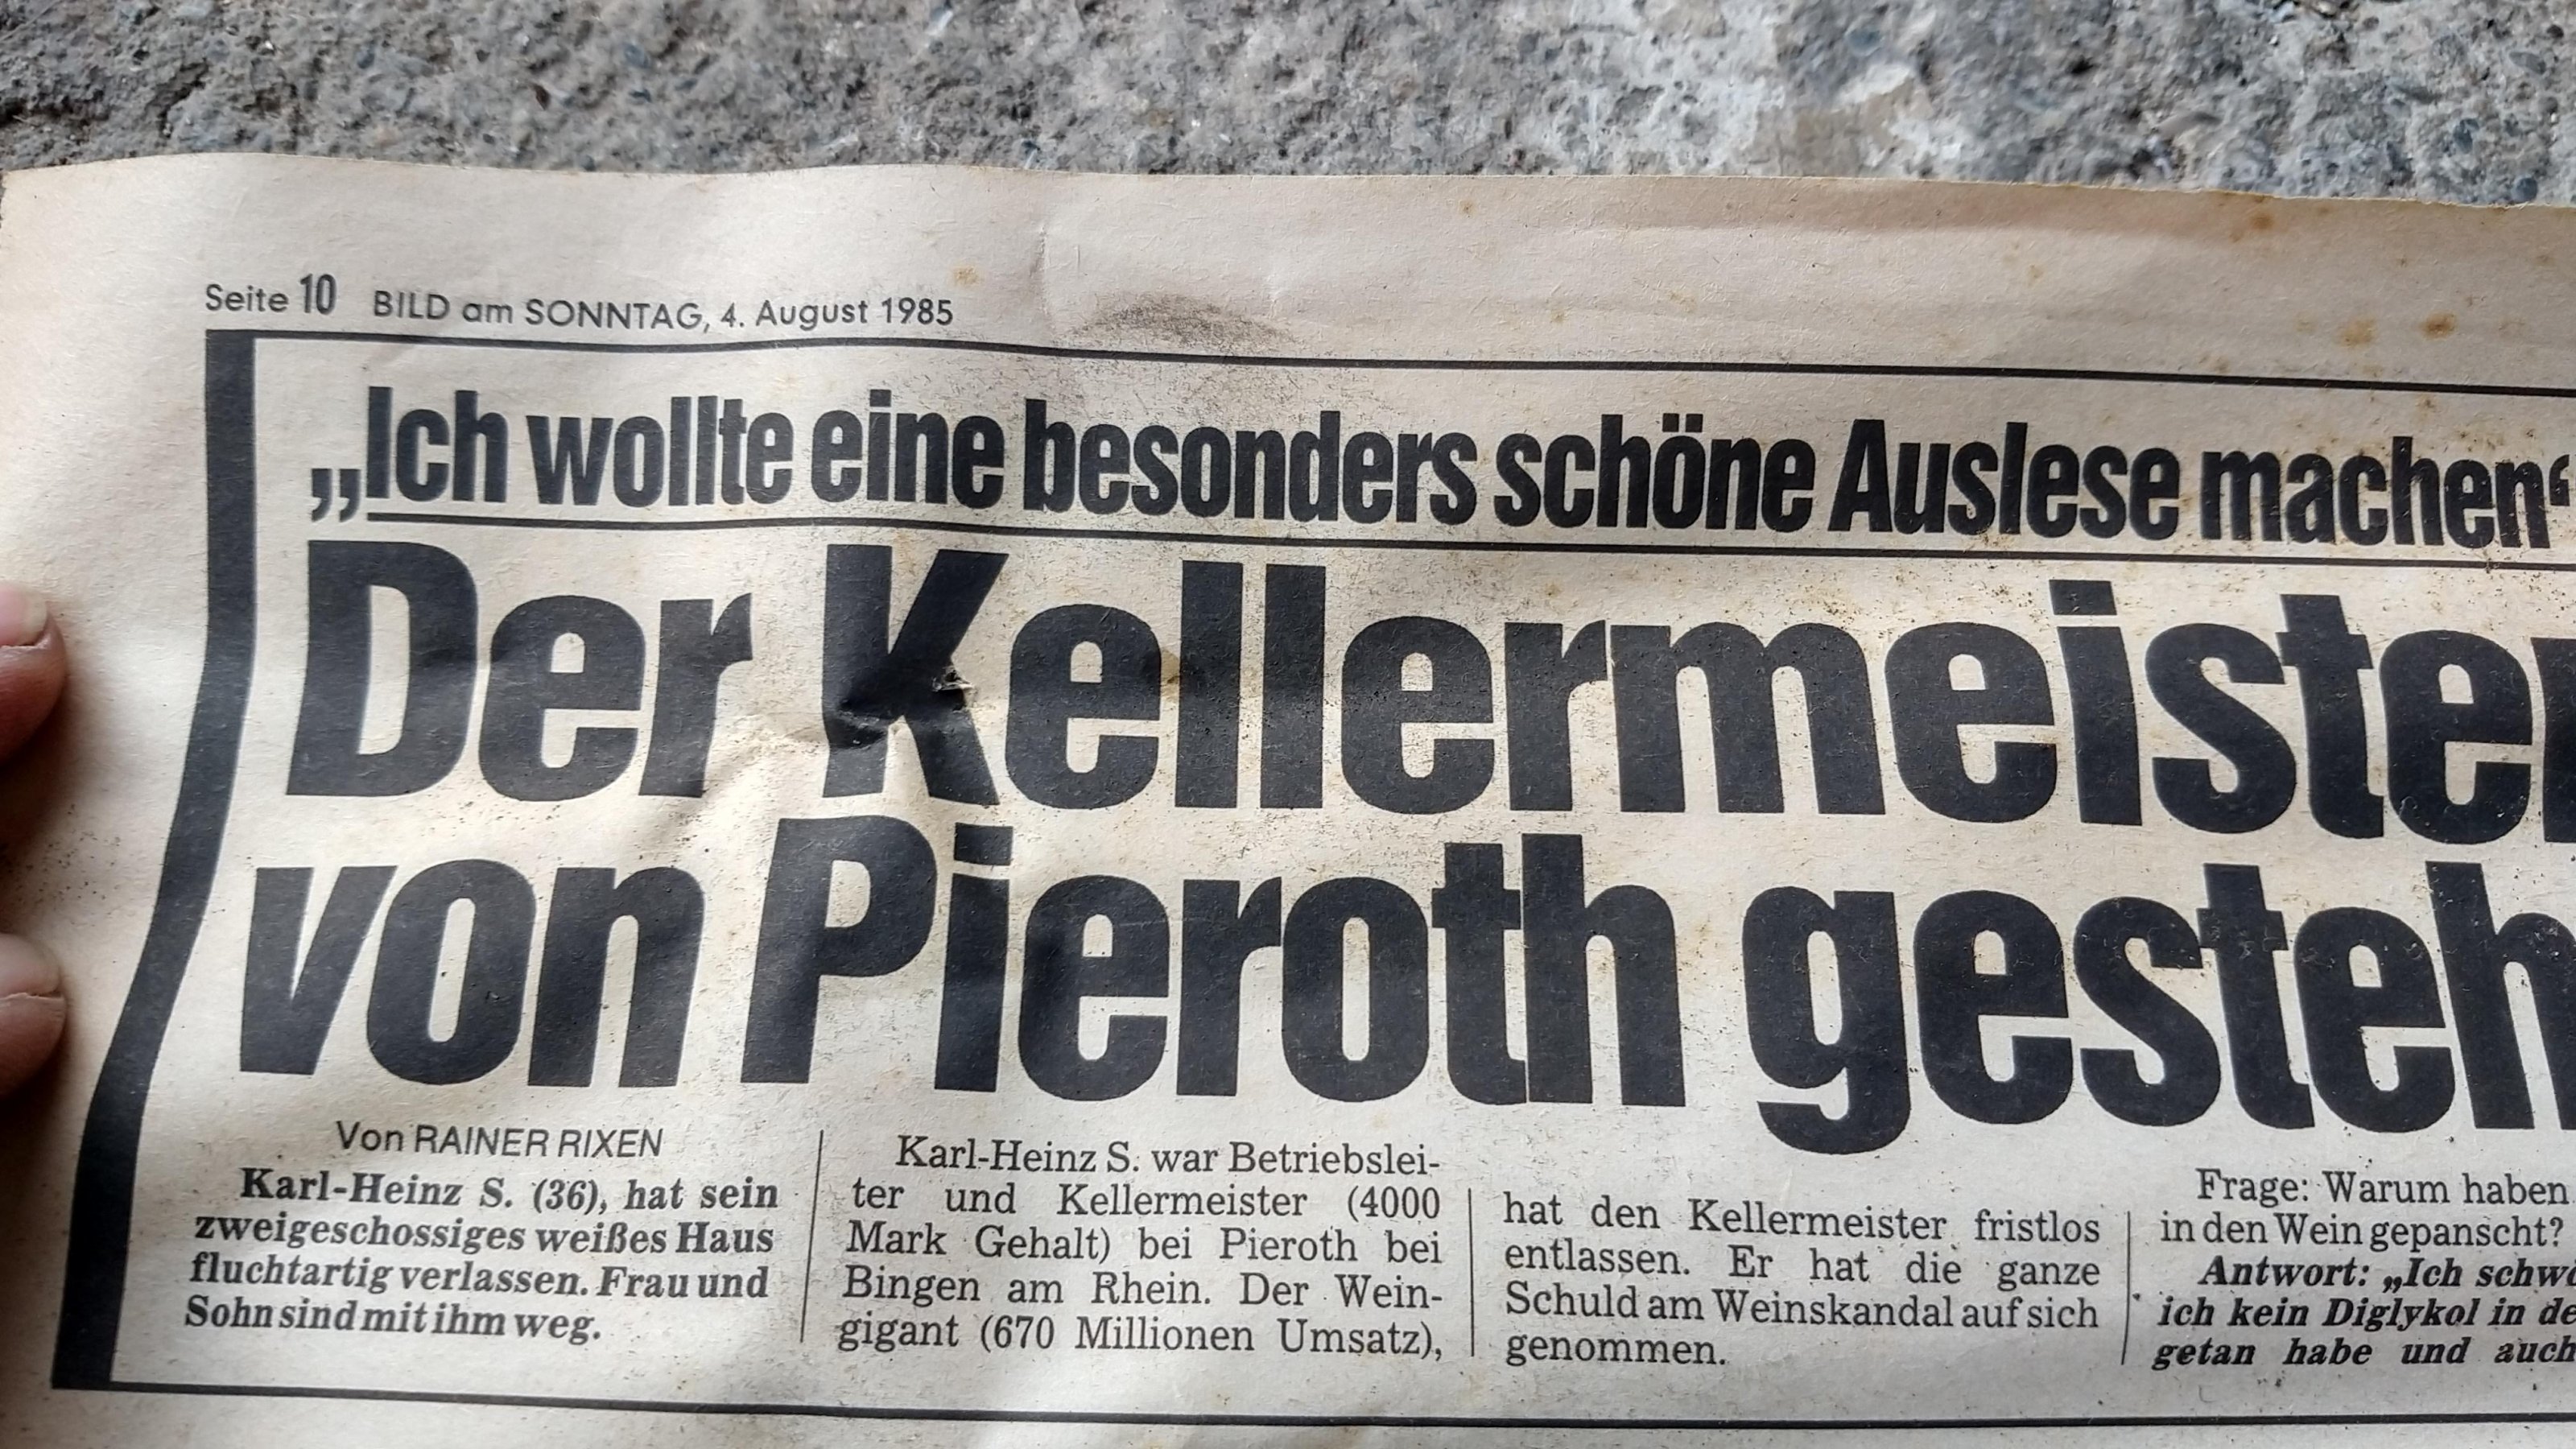 Seite 10 BILD am SONNTAG, 4. August 1985
„Ich wollte eine besonders schöne Auslese machen“
Der Kellermeister
von Pieroth gesteh
Von RAINER RIXEN
Karl-Heinz S. (36), hat sein
zweigeschossiges weißes Haus
fluchtartig verlassen. Frau und
Sohn sind mit ihm weg.
Karl-Heinz S. war Betriebslei-
ter und Kellermeister (4000
Mark Gehalt) bei Pieroth bei
Bingen am Rhein. Der Wein-
gigant (670 Millionen Umsatz),
hat den Kellermeister fristlos
entlassen. Er hat die ganze
Schuld am Weinskandal auf sich
genommen.
Frage: Warum haben
in den Wein gepanscht?
Antwort: „Ich schwö
ich kein Diglykol in de
getan habe und auch